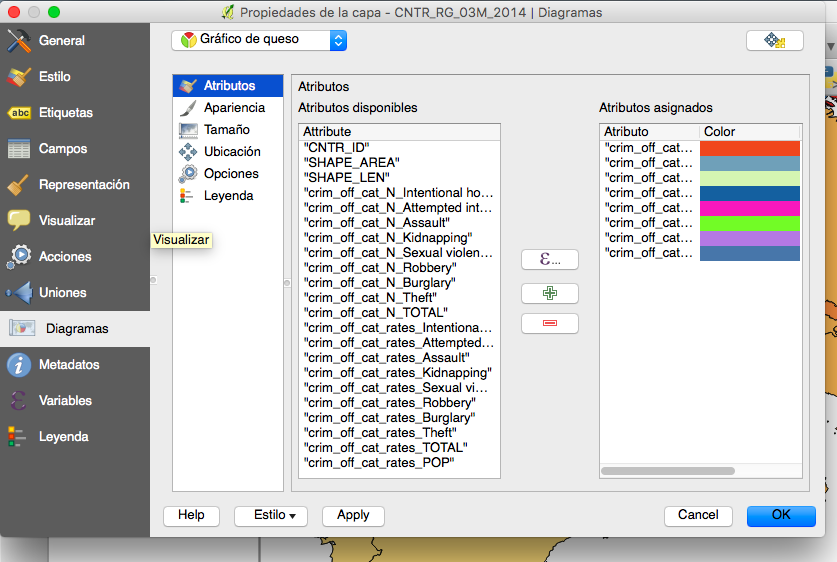 Propiedades de la capa - CNTR_RG_03M_2014 | Diagramas
General
Estilo
abc
Etiquetas
Campos
Representación
Visualizar
Acciones
Uniones
Diagramas
Metadatos
Variables
Leyenda
Visualizar
Gráfico de queso
Atributos
Apariencia
Tamaño
Ubicación
Opciones
Leyenda
Atributos
Atributos disponibles
Attribute
"CNTR_ID"
"SHAPE_AREA"
"SHAPE_LEN"
"crim_off_cat_N_Intentional ho...
"crim_off_cat_N_Attempted int...
"crim_off_cat_N_Assault"
"crim_off_cat_N_Kidnapping"
"crim_off_cat_N_Sexual violen...
"crim_off_cat_N_Robbery"
"crim_off_cat_N_Burglary"
"crim_off_cat_N_Theft"
"crim_off_cat_N_TOTAL"
"crim_off_cat_rates_Intentiona...
"crim_off_cat_rates_Attempted...
"crim_off_cat_rates_Assault"
"crim_off_cat_rates_Kidnapping"
"crim_off_cat_rates_Sexual vi...
"crim_off_cat_rates_Robbery"
"crim_off_cat_rates_Burglary"
"crim_off_cat_rates_Theft"
"crim_off_cat_rates_TOTAL"
"crim_off_cat_rates_POP"
ε...
Atributos asignados
Atributo Color
"crim_off_cat...
"crim_off_cat...
"crim_off_cat...
"crim_off_cat...
"crim_off_cat...
"crim_off_cat...
"crim_off_cat...
"crim_off_cat...
Help
Estilo
Apply
Cancel
OK